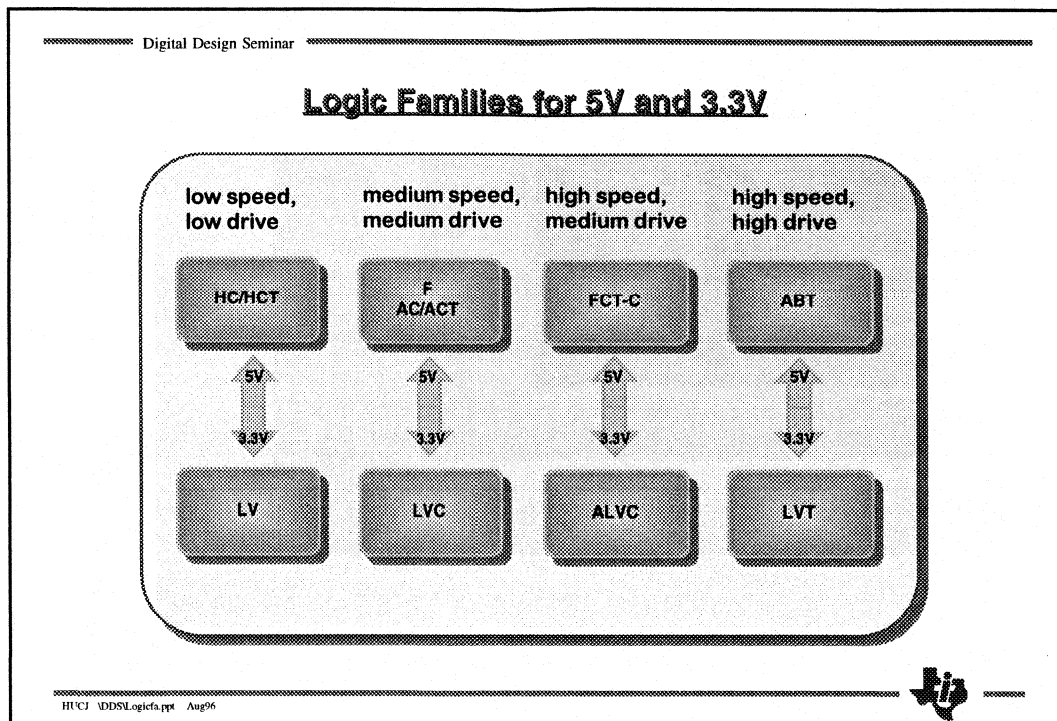 Digital Design Seminar
Logic Families for 5V and 3.3V
low speed,
low drive
medium speed,
medium drive
high speed,
medium drive
high speed,
high drive
HC/HCT
F
AC/ACT
FCT-C
ABT
5V
5V
5V
5V
3.3V
3.3V
3.3V
3.3V
LV
LVC
ALVC
LVT
HUCJ \DDS\Logicfa.ppt Aug96
ti